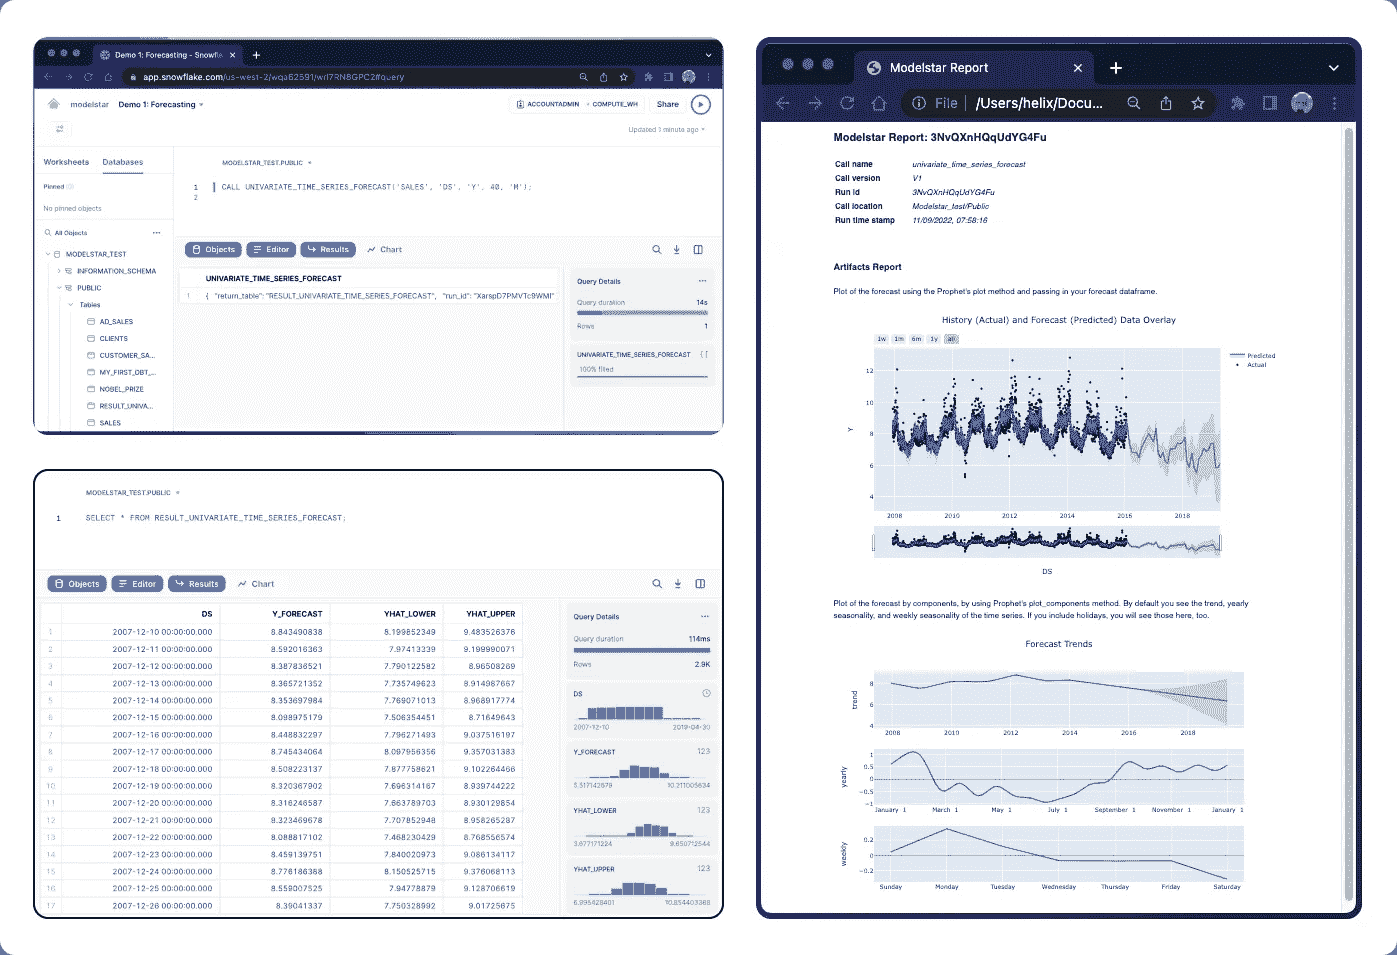 Demo 1: Forecasting - Snowfl
app.snowflake.com/us-west-2/
modelstar Demo 1: Forecasting
ACCOUNTADMIN COMPUTE_WH Share
Updated 1 minute ago
Worksheets Databases
Pinned (0)
No pinned objects
All Objects
MODELSTAR_TEST
INFORMATION_SCHEMA
PUBLIC
Tables
AD_SALES
CLIENTS
CUSTOMER_SA...
MY_FIRST_DBT_...
NOBEL_PRIZE
RESULT_UNIVA...
SALES
MODELSTAR_TEST.PUBLIC
1 CALL UNIVARIATE_TIME_SERIES_FORECAST('SALES', 'DS', 'Y', 40, 'M');
2
Objects Editor Results Chart
UNIVARIATE_TIME_SERIES_FORECAST
1 { "return_table": "RESULT_UNIVARIATE_TIME_SERIES_FORECAST", "run_id": "XarspD7PMVTc9WMI"
Query Details ...
Query duration 14s
Rows 1
UNIVARIATE_TIME_SERIES_FORECAST { }
100% filled
MODELSTAR_TEST.PUBLIC
1 SELECT * FROM RESULT_UNIVARIATE_TIME_SERIES_FORECAST;
Objects Editor Results Chart
DS Y_FORECAST YHAT_LOWER YHAT_UPPER
1 2007-12-10 00:00:00.000 8.843490838 8.199852349 9.483526376
2 2007-12-11 00:00:00.000 8.592016363 7.97413339 9.199990071
3 2007-12-12 00:00:00.000 8.387836521 7.790122582 8.96508269
4 2007-12-13 00:00:00.000 8.365721352 7.735749623 8.914987667
5 2007-12-14 00:00:00.000 8.353697984 7.769071013 8.968917774
6 2007-12-15 00:00:00.000 8.098975179 7.506354451 8.71649643
7 2007-12-16 00:00:00.000 8.448832297 7.796271493 9.037516197
8 2007-12-17 00:00:00.000 8.745434064 8.097956356 9.357031383
9 2007-12-18 00:00:00.000 8.508223137 7.877758621 9.102264466
10 2007-12-19 00:00:00.000 8.320367902 7.696314167 8.939744222
11 2007-12-20 00:00:00.000 8.316246587 7.663789703 8.930129854
12 2007-12-21 00:00:00.000 8.323469678 7.707852948 8.958265287
13 2007-12-22 00:00:00.000 8.088817102 7.468230429 8.768556574
14 2007-12-23 00:00:00.000 8.459139751 7.840020973 9.086134117
15 2007-12-24 00:00:00.000 8.776186388 8.150525715 9.376068113
16 2007-12-25 00:00:00.000 8.559007525 7.94778879 9.128706619
17 2007-12-26 00:00:00.000 8.39041337 7.750328992 9.01725675
Query Details ...
Query duration 114ms
Rows 2.9K
DS
2007-12-10 2019-04-30
Y_FORECAST 123
5.517142879 10.211005634
YHAT_LOWER 123
3.677171224 9.650712544
YHAT_UPPER 123
6.995428401 10.854403368
Modelstar Report
File /Users/helix/Docu...
Modelstar Report: 3NvQXnHQqUdYG4Fu
Call name univariate_time_series_forecast
Call version V1
Run Id 3NvQXnHQqUdYG4Fu
Call location Modelstar_test/Public
Run time stamp 11/09/2022, 07:58:16
Artifacts Report
Plot of the forecast using the Prophet's plot method and passing in your forecast dataframe.
History (Actual) and Forecast (Predicted) Data Overlay
1w 1m 6m 1y all
Predicted
Actual
12
10
8
6
4
Y
2008 2010 2012 2014 2016 2018
DS
Plot of the forecast by components, by using Prophet's plot_components method. By default you see the trend, yearly
seasonality, and weekly seasonality of the time series. If you include holidays, you will see those here, too.
Forecast Trends
trend
8
6
4
2008 2010 2012 2014 2016 2018
yearly
1
0.5
0
−0.5
−1
January 1 March 1 May 1 July 1 September 1 November 1 January 1
weekly
0.2
0
−0.2
Sunday Monday Tuesday Wednesday Thursday Friday Saturday